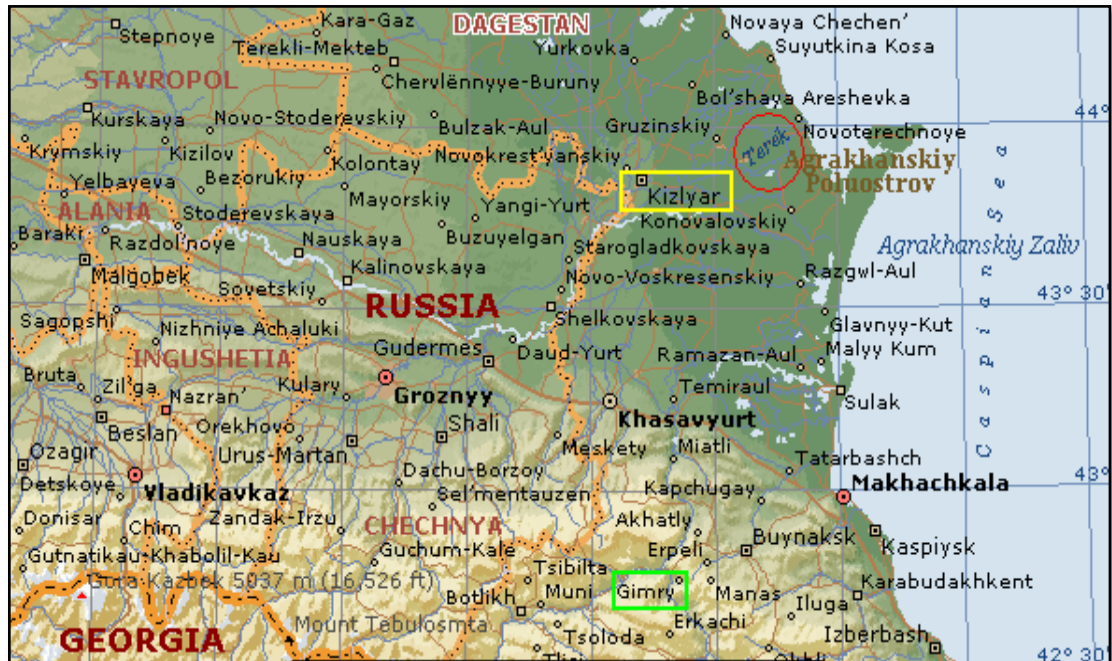 Kara-Gaz
DAGESTAN
Novaya Chechen'
Stepnoye
Terekli-Mekteb
Yurkovka
Suyutkina Kosa
STAVROPOL
Chervlënnyye-Buruny
Bol'shaya Areshevka
44°
Kurskaya
Novo-Stoderevskiy
Bulzak-Aul
Gruzinskiy
Novoterechnoye
Krymskiy
Kizilov
Kolontay
Novokrest'yanskiy
Terek
Agrakhanskiy
Poluostrov
Yelbayeva
Bezorukiy
Mayorskiy
Kizlyar
ALANIA
Stoderevskaya
Yangi-Yurt
Konovalovskiy
Baraki
Razdol'noye
Nauskaya
Buzuyelgan
Starogladkovskaya
Agrakhanskiy Zaliv
Malgobek
Kalinovskaya
Novo-Voskresenskiy
Razgwl-Aul
Sovetskiy
RUSSIA
43° 30'
Sagopshi
Nizhniye Achaluki
Shelkovskaya
Glavnyy-Kut
INGUSHETIA
Gudermes
Daud-Yurt
Ramazan-Aul
Malyy Kum
Caspian Sea
Bruta
Zil'ga
Nazran'
Kulary
Groznyy
Temiraul
Sulak
Khasavyurt
Beslan
Orekhovo
Shali
Ozagir
Urus-Martan
Meskety
Miatli
Tatarbashch
Detskoye
Vladikavkaz
Dachu-Borzoy
Sel'mentauzen
Kapchugay
Makhachkala
43°
Donisar
Chim
Zandak-Irzu
CHECHNYA
Akhatly
Buynaksk
Kaspiysk
Gutnatikau
Khabolil-Kau
Guchum-Kale
Erpeli
Gora Kazbek 5037 m (16,526 ft)
Tsibilta
Botlikh
Muni
Gimry
Manas
Karabudakhkent
Iluga
GEORGIA
Mount Tebulosmta
Tsoloda
Erkachi
Izberbash
42° 30'